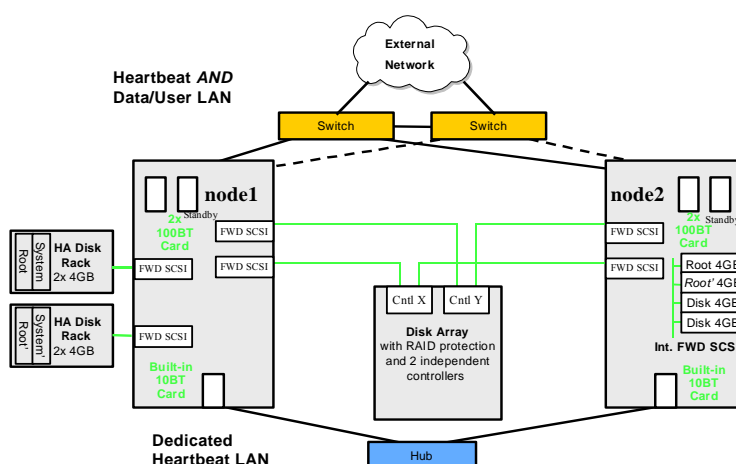 External
Network
Heartbeat AND
Data/User LAN
Switch
Switch
node1
Standby
2x
100BT
Card
FWD SCSI
FWD SCSI
FWD SCSI
FWD SCSI
Built-in
10BT
Card
Root
System
HA Disk
Rack
2x 4GB
Root'
System'
HA Disk
Rack
2x 4GB
Cntl X
Cntl Y
Disk Array
with RAID protection
and 2 independent
controllers
node2
Standby
2x
100BT
Card
FWD SCSI
FWD SCSI
Root 4GB
Root' 4GB
Disk 4GB
Disk 4GB
Int. FWD SCS
Built-in
10BT
Card
Dedicated
Heartbeat LAN
Hub